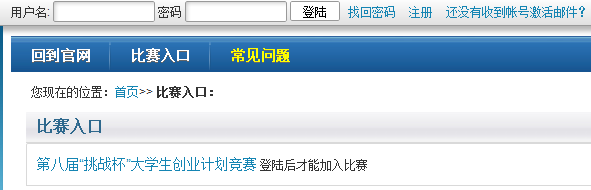 用户名: 密码 登陆 找回密码 注册 还没有收到帐号激活邮件?
回到官网 比赛入口 常见问题
您现在的位置：首页>> 比赛入口：
比赛入口
第八届“挑战杯”大学生创业计划竞赛 登陆后才能加入比赛